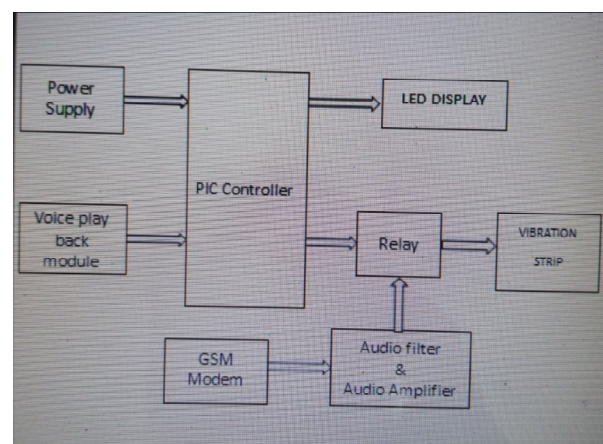 Power
Supply
LED DISPLAY
PIC Controller
Voice play
back
module
Relay
VIBRATION
STRIP
GSM
Modem
Audio filter
&
Audio Amplifier